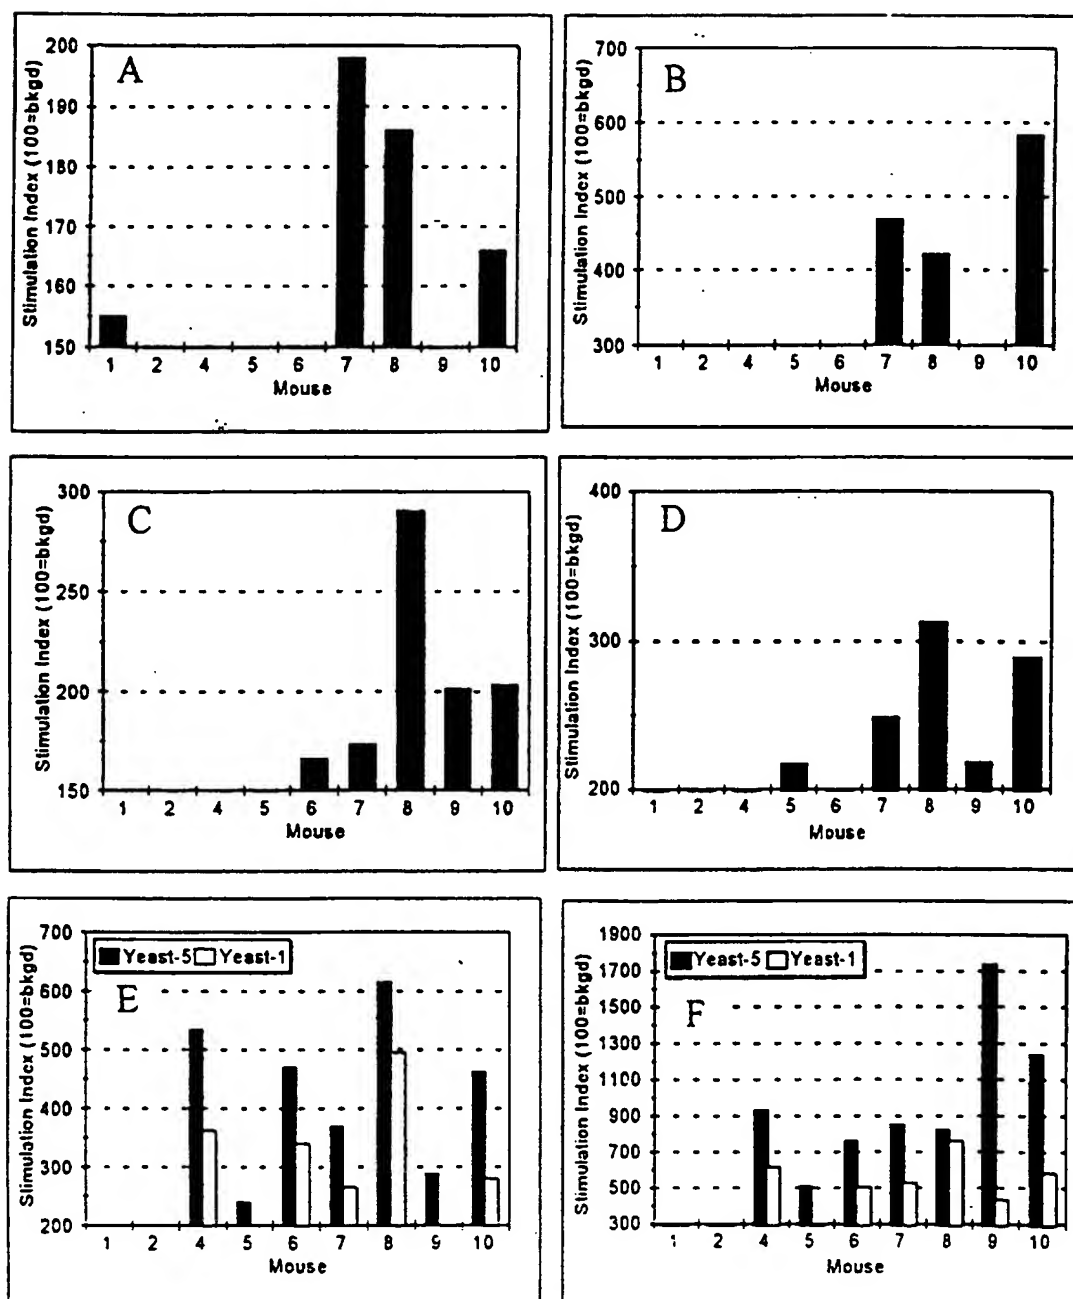 A
Stimulation Index (100=bkgd)
200
190
180
170
160
150
1 2 4 5 6 7 8 9 10
Mouse
B
Stimulation Index (100=bkgd)
700
600
500
400
300
1 2 4 5 6 7 8 9 10
Mouse
C
Stimulation Index (100=bkgd)
300
250
200
150
1 2 4 5 6 7 8 9 10
Mouse
D
Stimulation Index (100=bkgd)
400
300
200
1 2 4 5 6 7 8 9 10
Mouse
Yeast-5 Yeast-1
E
Stimulation Index (100=bkgd)
700
600
500
400
300
200
1 2 4 5 6 7 8 9 10
Mouse
Yeast-5 Yeast-1
F
Stimulation Index (100=bkgd)
1900
1700
1500
1300
1100
900
700
500
300
1 2 4 5 6 7 8 9 10
Mouse